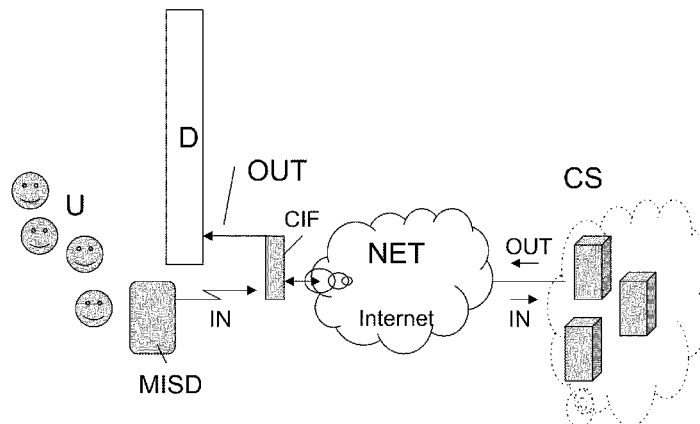 D
OUT
U
CIF
CS
NET
OUT
Internet
IN
IN
MISD